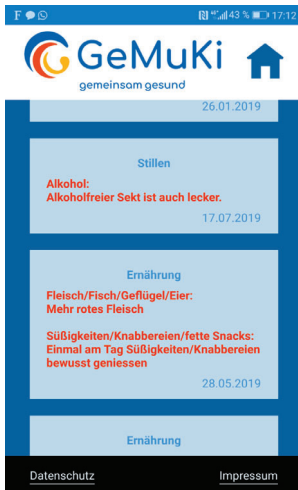 F 43 % 17:12
GeMuKi
gemeinsam gesund
26.01.2019
Stillen
Alkohol:
Alkoholfreier Sekt ist auch lecker.
17.07.2019
Ernährung
Fleisch/Fisch/Geflügel/Eier:
Mehr rotes Fleisch
Süßigkeiten/Knabbereien/fette Snacks:
Einmal am Tag Süßigkeiten/Knabbereien
bewusst geniessen
28.05.2019
Ernährung
Datenschutz Impressum